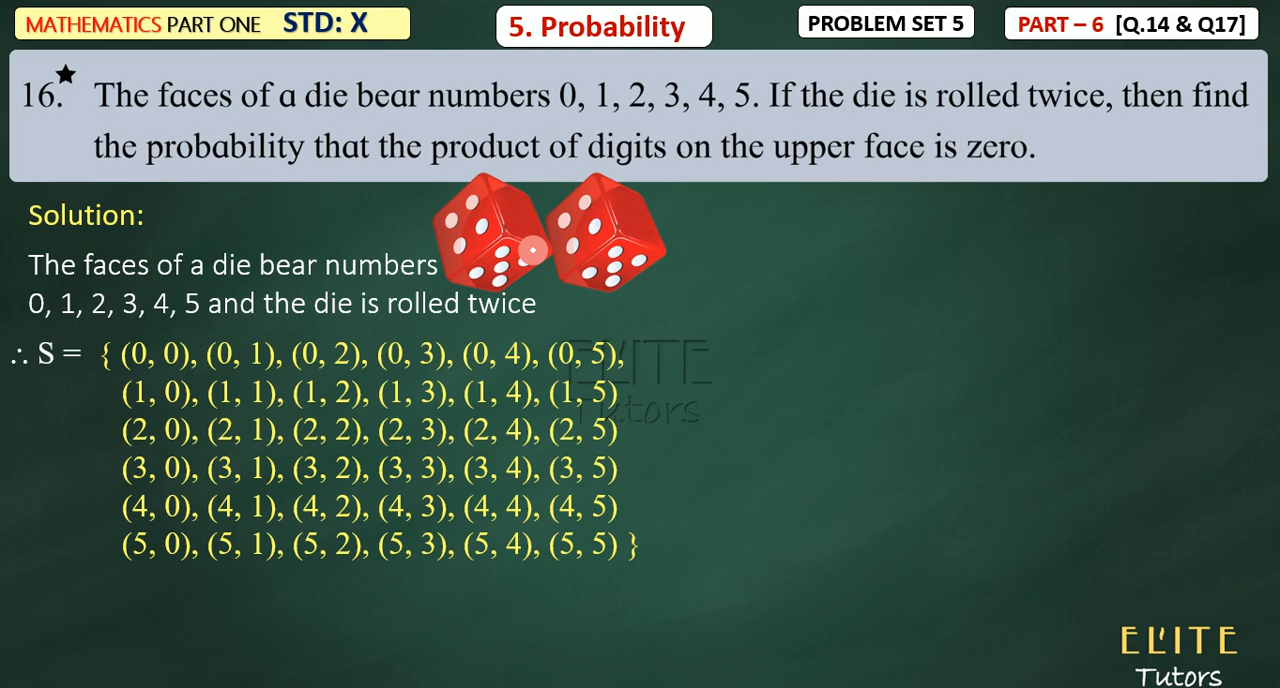 MATHEMATICS PART ONE STD: X
5. Probability
PROBLEM SET 5
PART – 6 [Q.14 & Q17]
16.★ The faces of a die bear numbers 0, 1, 2, 3, 4, 5. If the die is rolled twice, then find
the probability that the product of digits on the upper face is zero.
Solution:
The faces of a die bear numbers
0, 1, 2, 3, 4, 5 and the die is rolled twice
∴ S = { (0, 0), (0, 1), (0, 2), (0, 3), (0, 4), (0, 5),
(1, 0), (1, 1), (1, 2), (1, 3), (1, 4), (1, 5)
(2, 0), (2, 1), (2, 2), (2, 3), (2, 4), (2, 5)
(3, 0), (3, 1), (3, 2), (3, 3), (3, 4), (3, 5)
(4, 0), (4, 1), (4, 2), (4, 3), (4, 4), (4, 5)
(5, 0), (5, 1), (5, 2), (5, 3), (5, 4), (5, 5) }
ELITE
Tutors
ELITE
Tutors